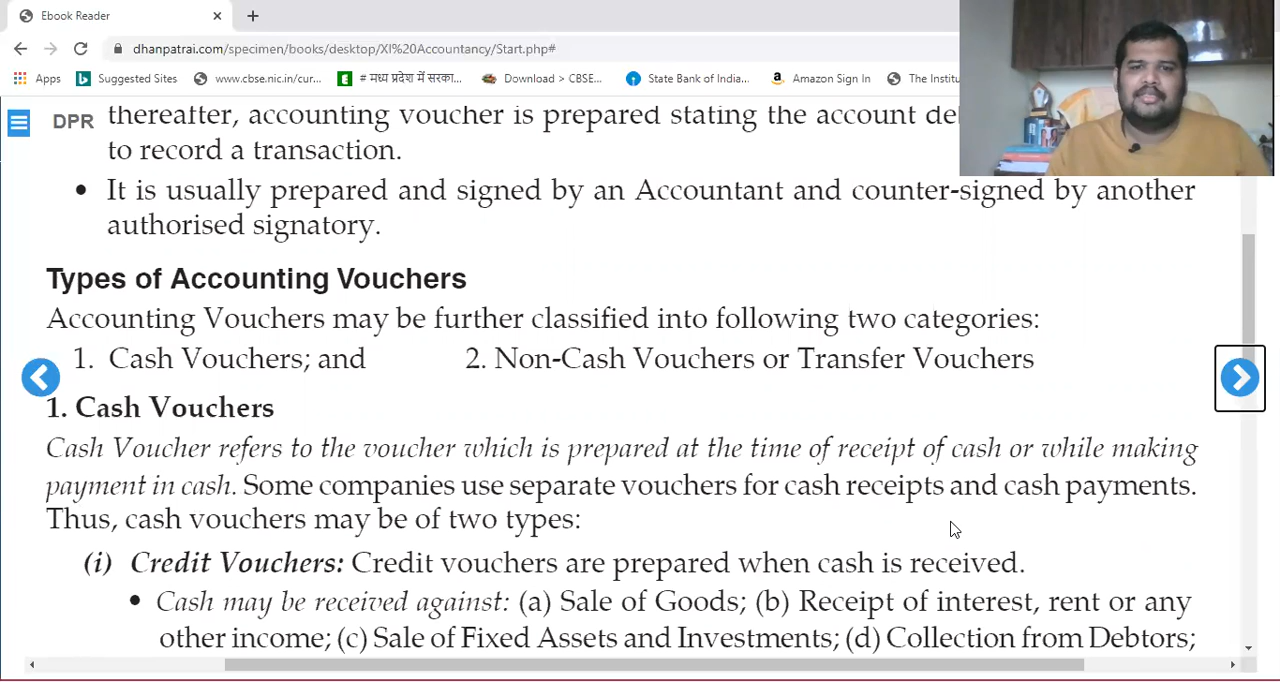 Ebook Reader
dhanpatrai.com/specimen/books/desktop/XI%20Accountancy/Start.php#
Apps Suggested Sites www.cbse.nic.in/cur... # मध्य प्रदेश में सरका... Download > CBSE... State Bank of India... Amazon Sign In The Institu
DPR
thereafter, accounting voucher is prepared stating the account
to record a transaction.
• It is usually prepared and signed by an Accountant and counter-signed by another
authorised signatory.
Types of Accounting Vouchers
Accounting Vouchers may be further classified into following two categories:
1. Cash Vouchers; and 2. Non-Cash Vouchers or Transfer Vouchers
1. Cash Vouchers
Cash Voucher refers to the voucher which is prepared at the time of receipt of cash or while making
payment in cash. Some companies use separate vouchers for cash receipts and cash payments.
Thus, cash vouchers may be of two types:
(i) Credit Vouchers: Credit vouchers are prepared when cash is received.
• Cash may be received against: (a) Sale of Goods; (b) Receipt of interest, rent or any
other income; (c) Sale of Fixed Assets and Investments; (d) Collection from Debtors;